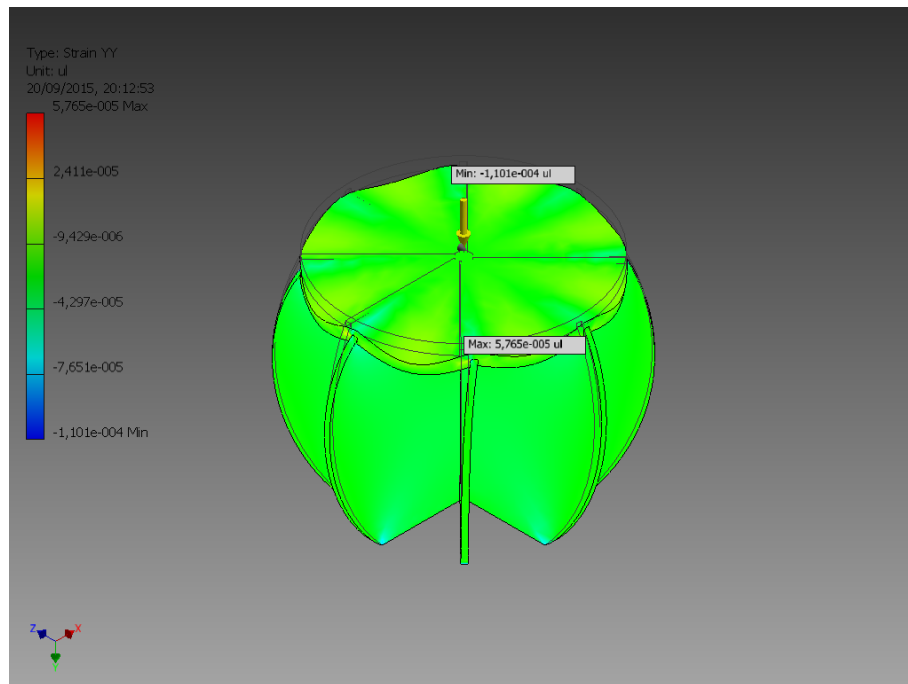 Type: Strain YY
Unit: ul
20/09/2015, 20:12:53
5,765e-005 Max
2,411e-005
-9,429e-006
-4,297e-005
-7,651e-005
-1,101e-004 Min
Min: -1,101e-004 ul
Max: 5,765e-005 ul
Z
X